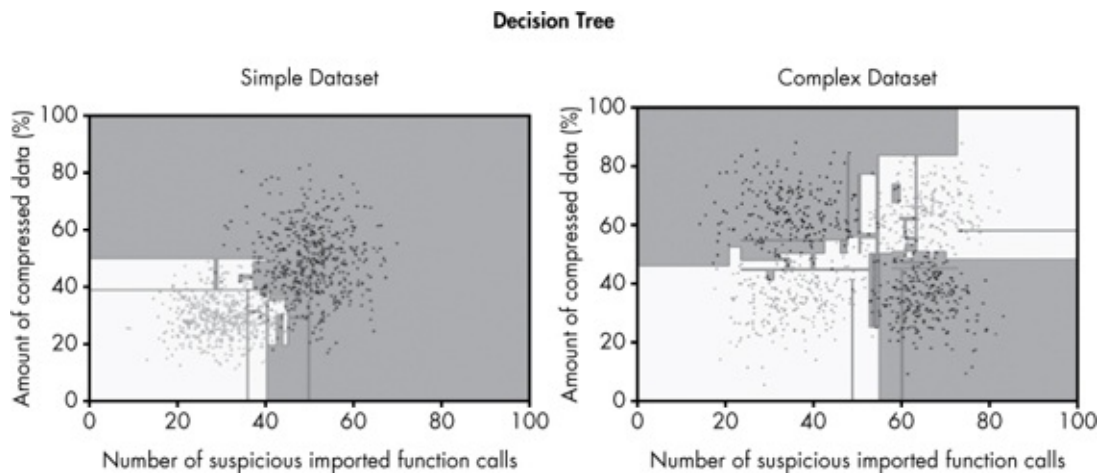 Decision Tree
Simple Dataset
Amount of compressed data (%)
100
80
60
40
20
0
0 20 40 60 80 100
Number of suspicious imported function calls
Complex Dataset
Amount of compressed data (%)
100
80
60
40
20
0
0 20 40 60 80 100
Number of suspicious imported function calls